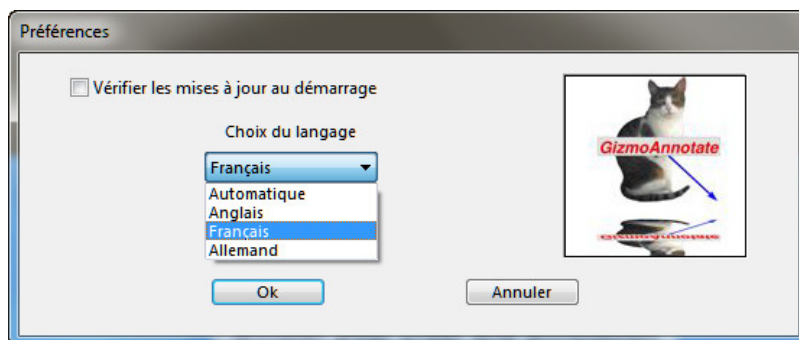 Préférences
Vérifier les mises à jour au démarrage
Choix du langage
Français
Automatique
Anglais
Français
Allemand
Ok
Annuler
GizmoAnnotate